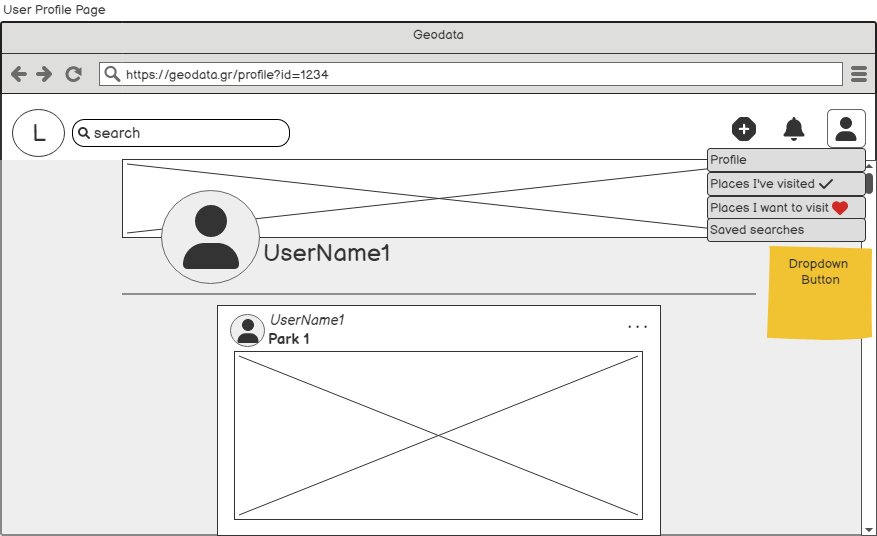 User Profile Page
Geodata
https://geodata.gr/profile?id=1234
L
search
Profile
Places I've visited
Places I want to visit
Saved searches
UserName1
Dropdown
Button
UserName1
...
Park 1